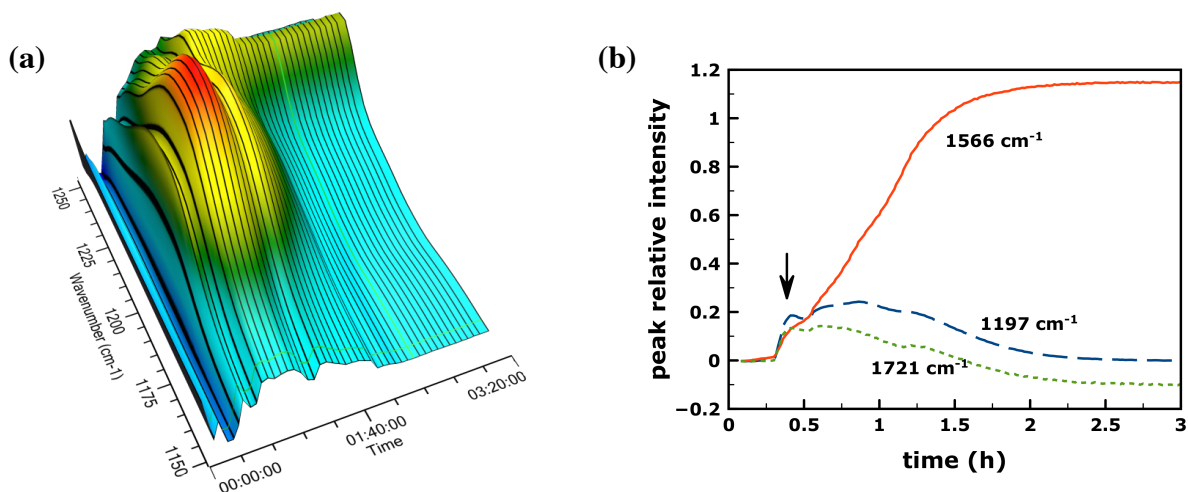 (a)
1250
1225
1200
1175
1150
Wavenumber (cm-1)
00:00:00
01:40:00
03:20:00
Time
(b)
1.2
1
0.8
0.6
0.4
0.2
0
−0.2
peak relative intensity
1566 cm⁻¹
1197 cm⁻¹
1721 cm⁻¹
0
0.5
1
1.5
2
2.5
3
time (h)